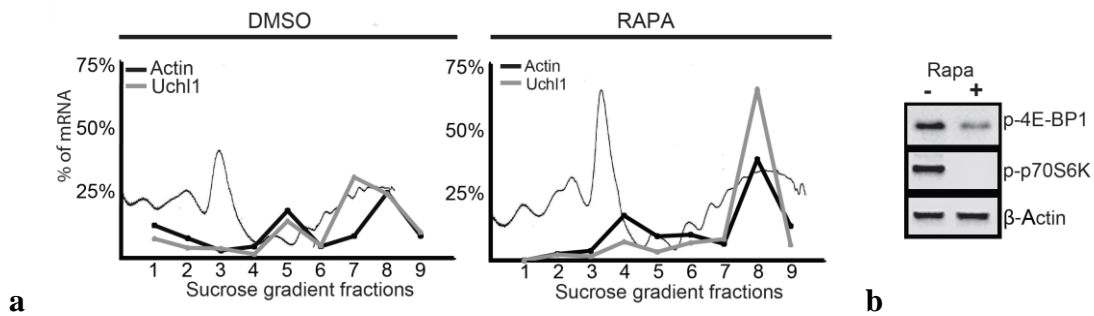 DMSO
75%
Actin
Uchl1
50%
25%
% of mRNA
1 2 3 4 5 6 7 8 9
Sucrose gradient fractions
a
RAPA
75%
Actin
Uchl1
50%
25%
1 2 3 4 5 6 7 8 9
Sucrose gradient fractions
Rapa
- +
p-4E-BP1
p-p70S6K
β-Actin
b